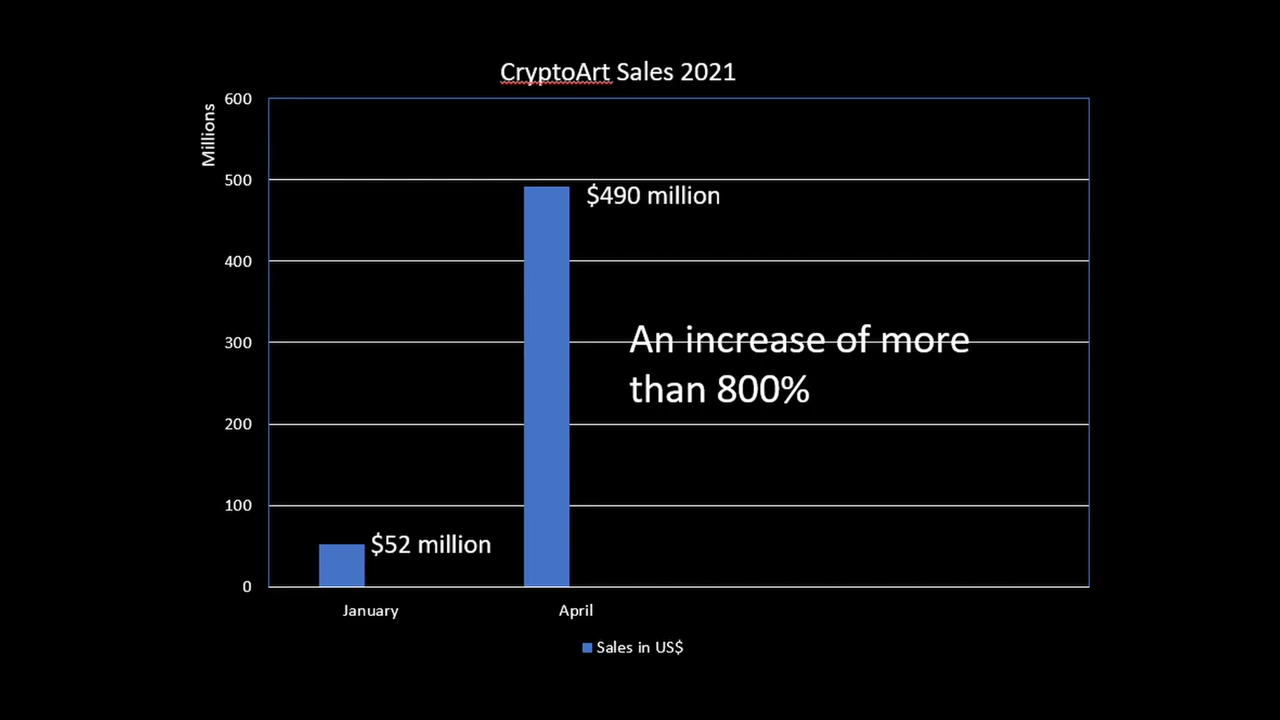 CryptoArt Sales 2021
Millions
600
500
$490 million
400
300
An increase of more
than 800%
200
100
$52 million
0
January
April
Sales in US$